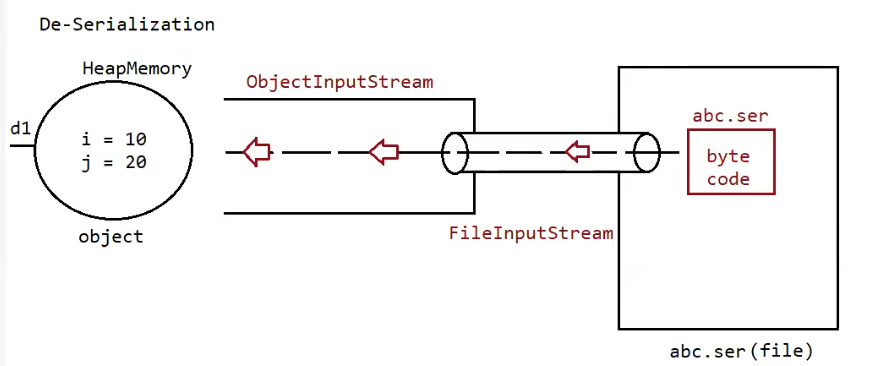 De-Serialization
HeapMemory
ObjectInputStream
d1
i = 10
j = 20
object
abc.ser
byte
code
FileInputStream
abc.ser(file)